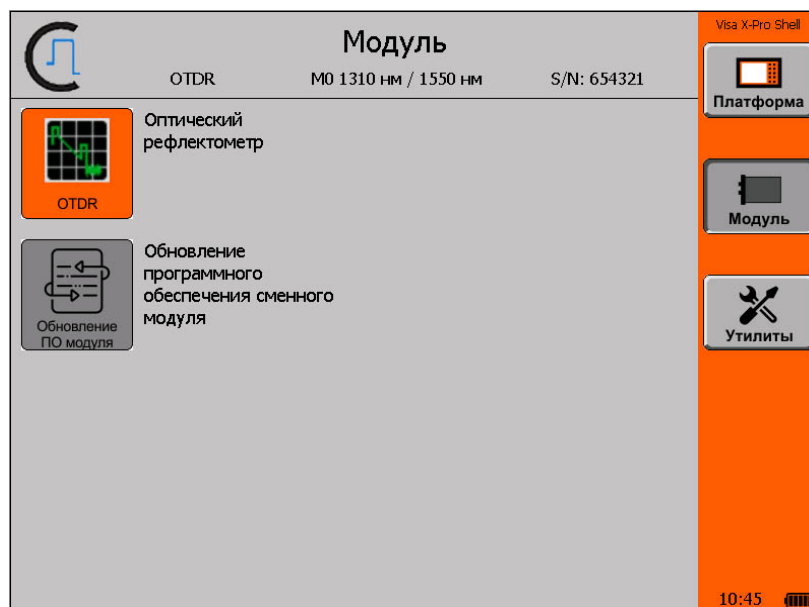 Модуль
OTDR M0 1310 нм / 1550 нм S/N: 654321
OTDR
Оптический
рефлектометр
Обновление
ПО модуля
Обновление
программного
обеспечения сменного
модуля
Visa X-Pro Shell
Платформа
Модуль
Утилиты
10:45